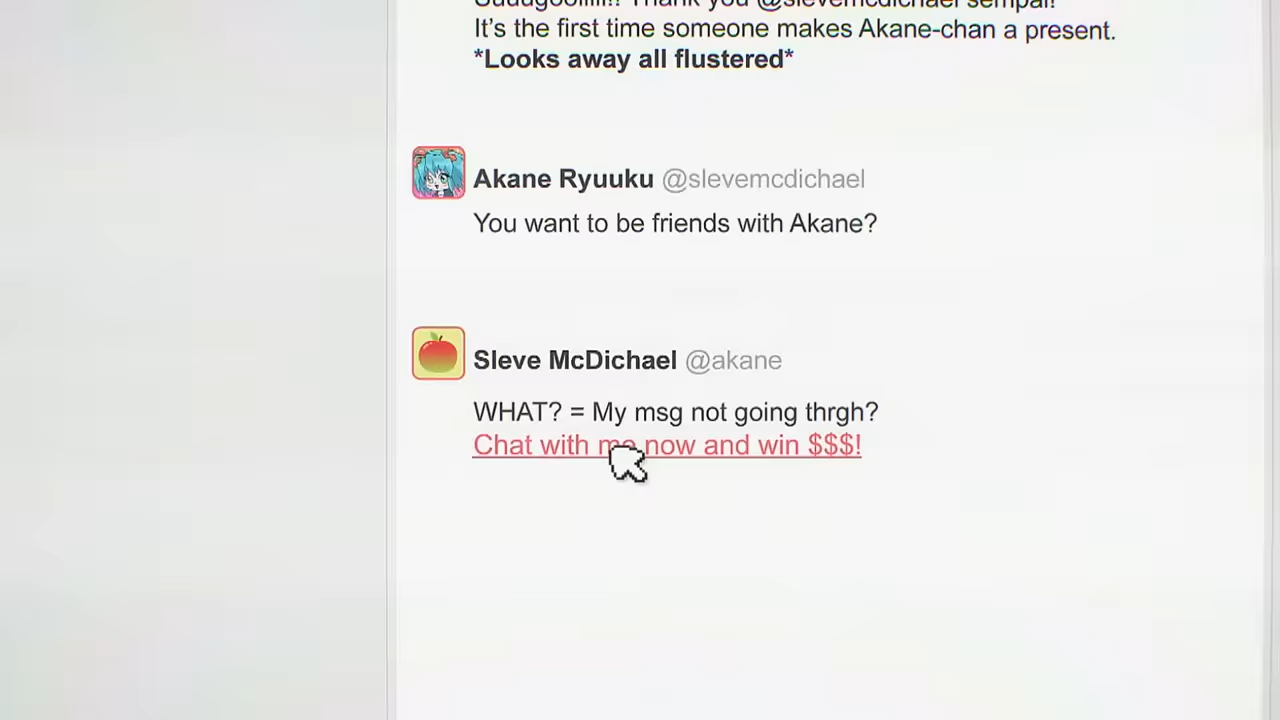 Thank you @slevemcdichael sempai!
It's the first time someone makes Akane-chan a present.
*Looks away all flustered*
Akane Ryuuku @slevemcdichael
You want to be friends with Akane?
Sleve McDichael @akane
WHAT? = My msg not going thrgh?
Chat with me now and win $$$!